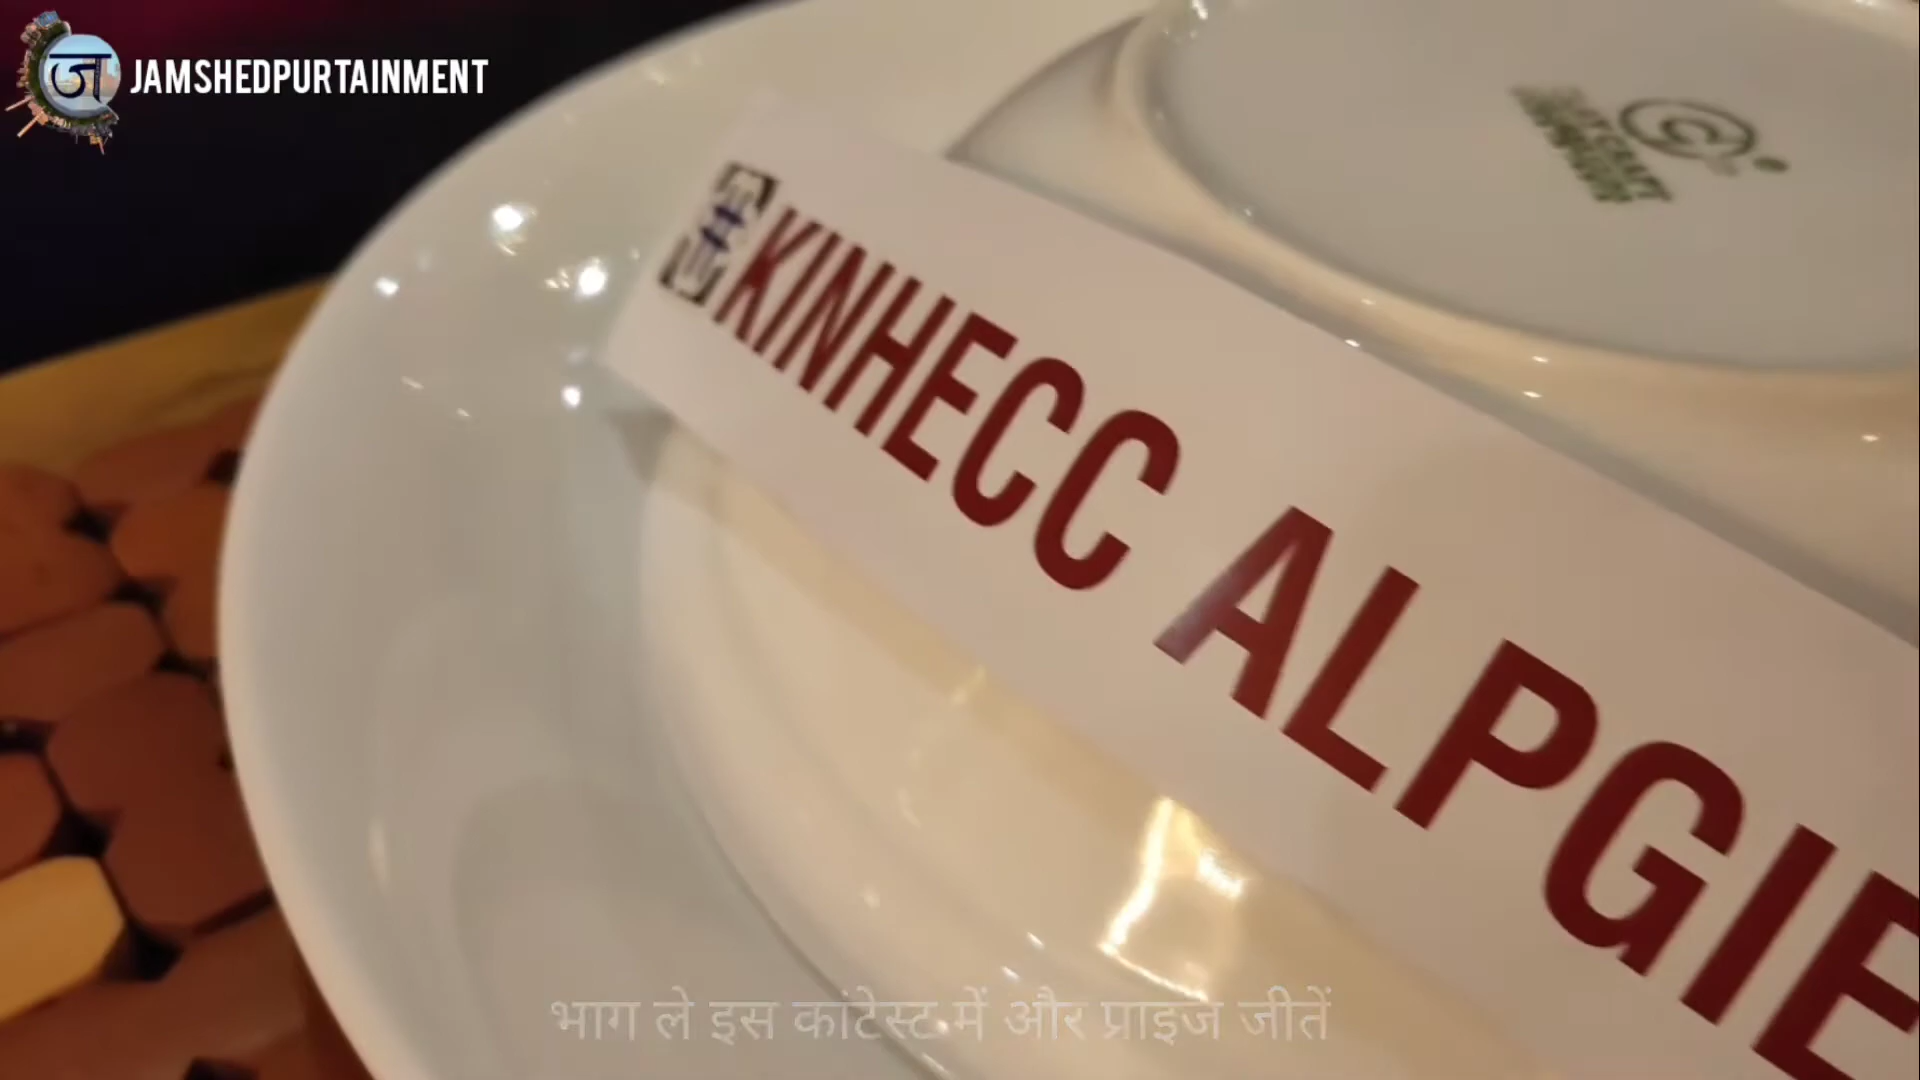 ज
JAMSHEDPURTAINMENT
KINHECC ALPGIE
भाग ले इस कांटेस्ट में और प्राइज जीतें